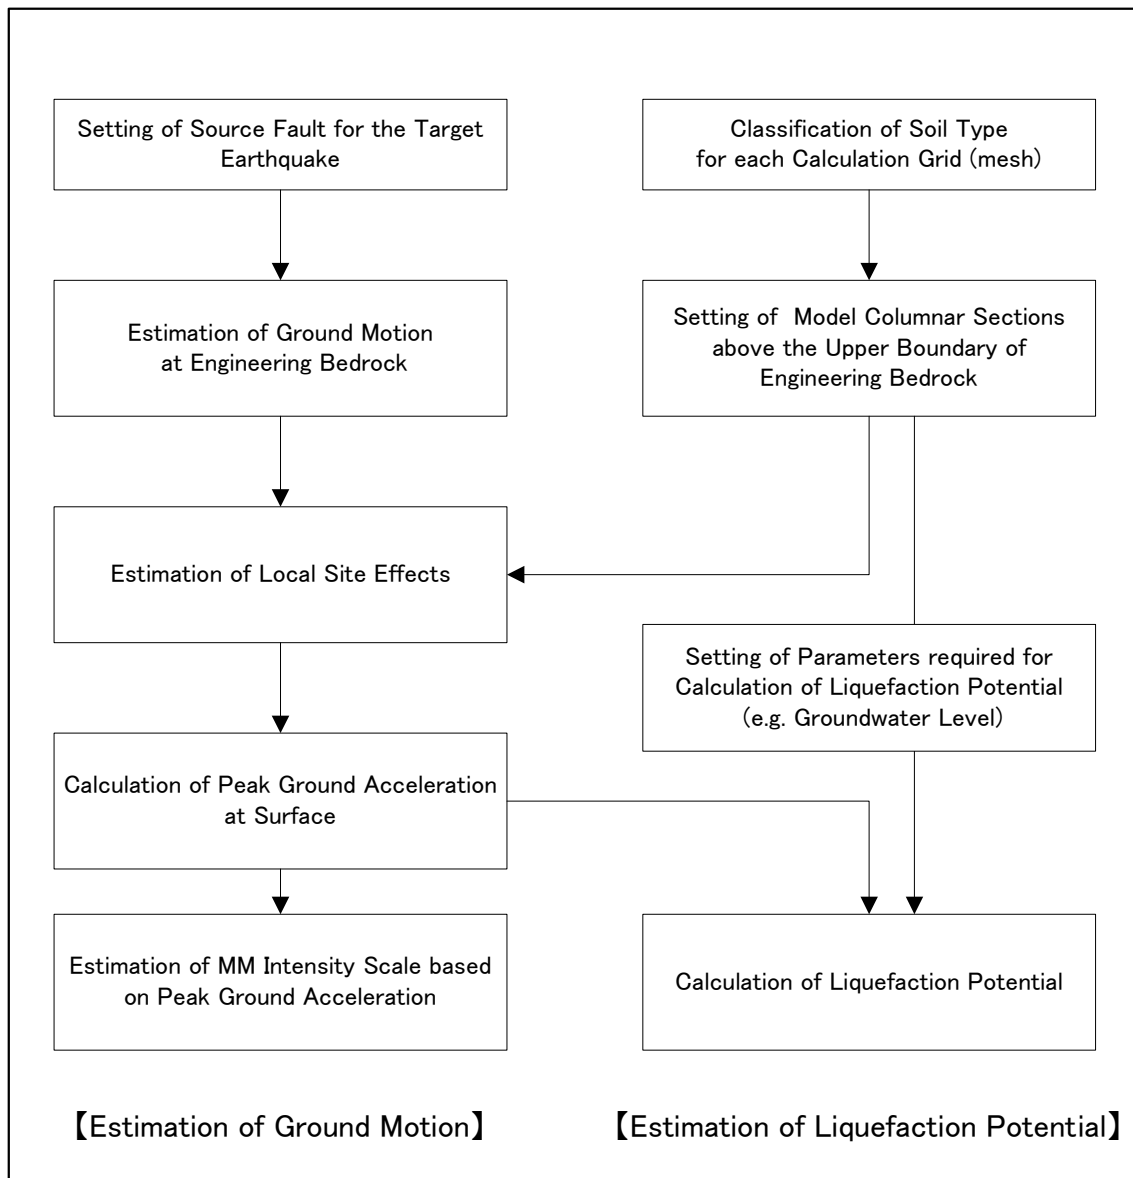 Setting of Source Fault for the Target
Earthquake
Classification of Soil Type
for each Calculation Grid (mesh)
Estimation of Ground Motion
at Engineering Bedrock
Setting of  Model Columnar Sections
above the Upper Boundary of
Engineering Bedrock
Estimation of Local Site Effects
Setting of Parameters required for
Calculation of Liquefaction Potential
(e.g. Groundwater Level)
Calculation of Peak Ground Acceleration
at Surface
Estimation of MM Intensity Scale based
on Peak Ground Acceleration
Calculation of Liquefaction Potential
【Estimation of Ground Motion】
【Estimation of Liquefaction Potential】